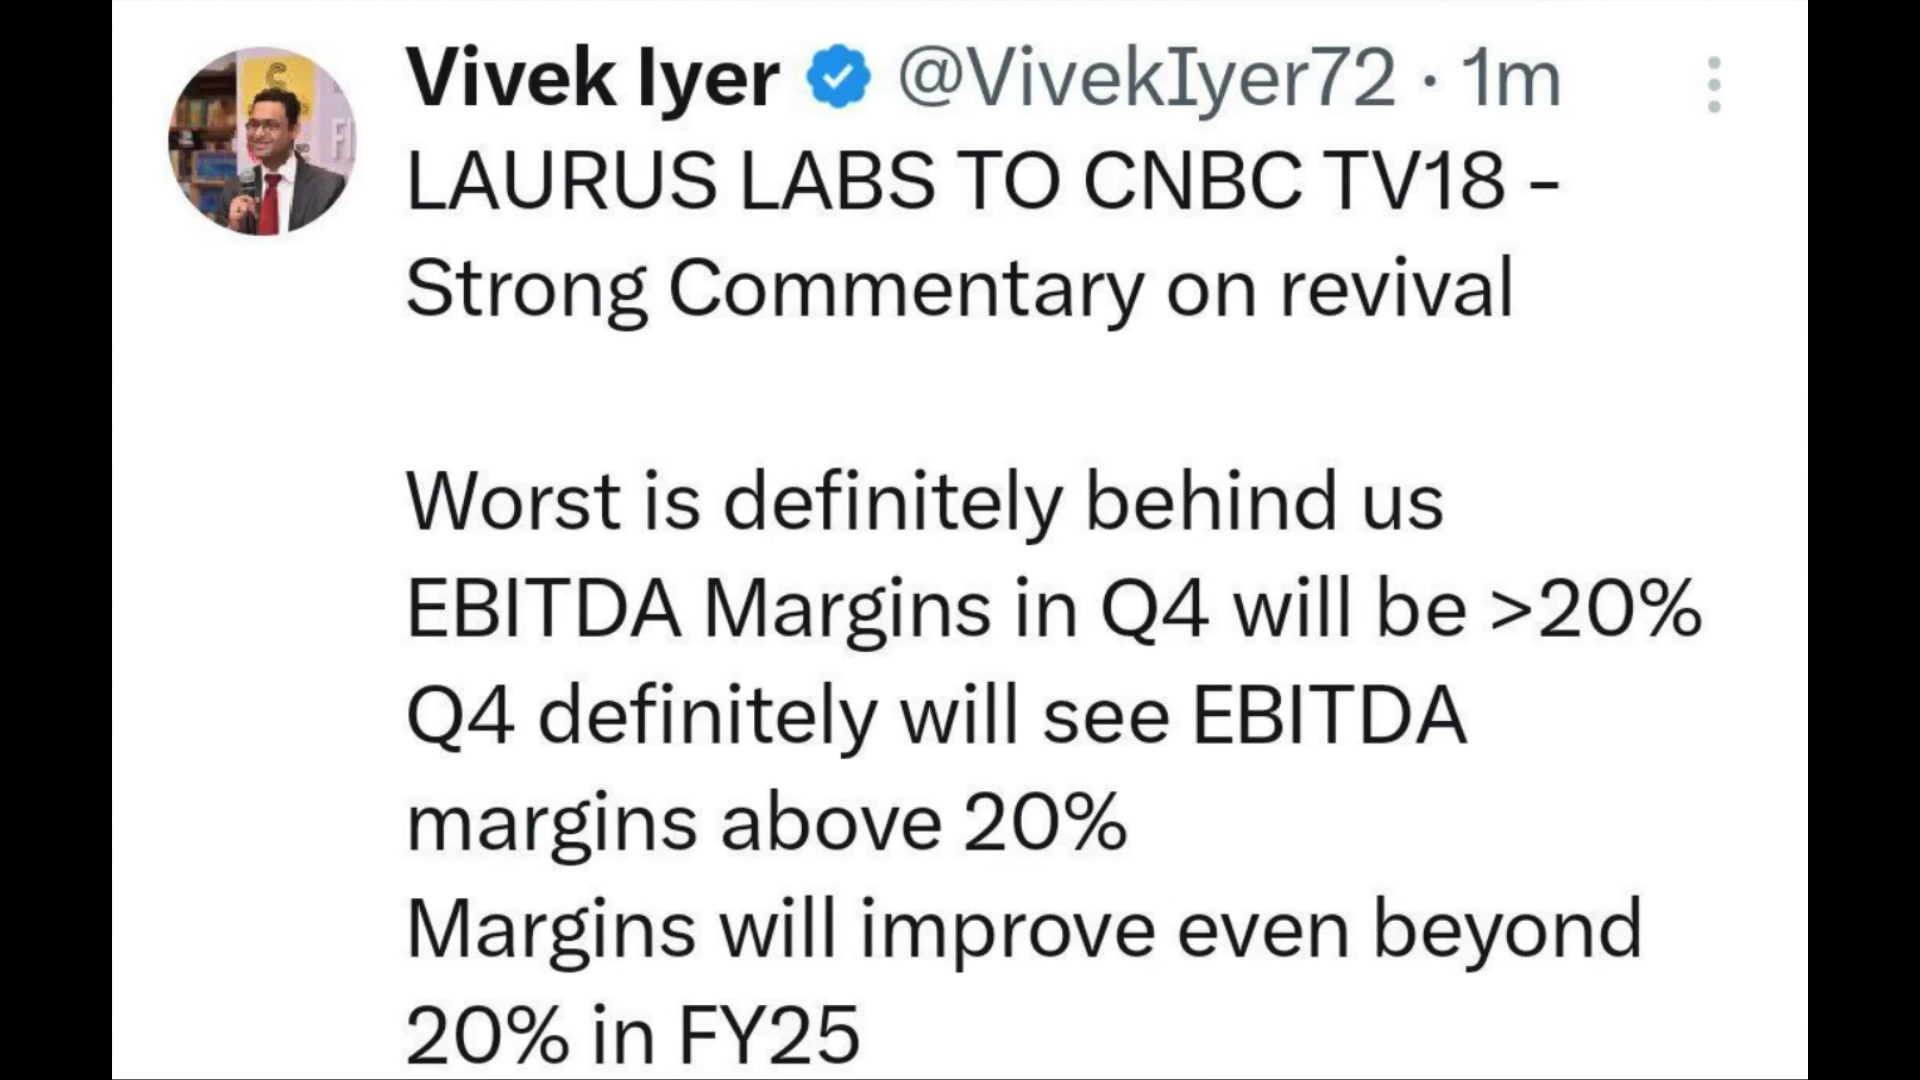 Vivek Iyer @VivekIyer72 · 1m
LAURUS LABS TO CNBC TV18 -
Strong Commentary on revival
Worst is definitely behind us
EBITDA Margins in Q4 will be >20%
Q4 definitely will see EBITDA
margins above 20%
Margins will improve even beyond
20% in FY25